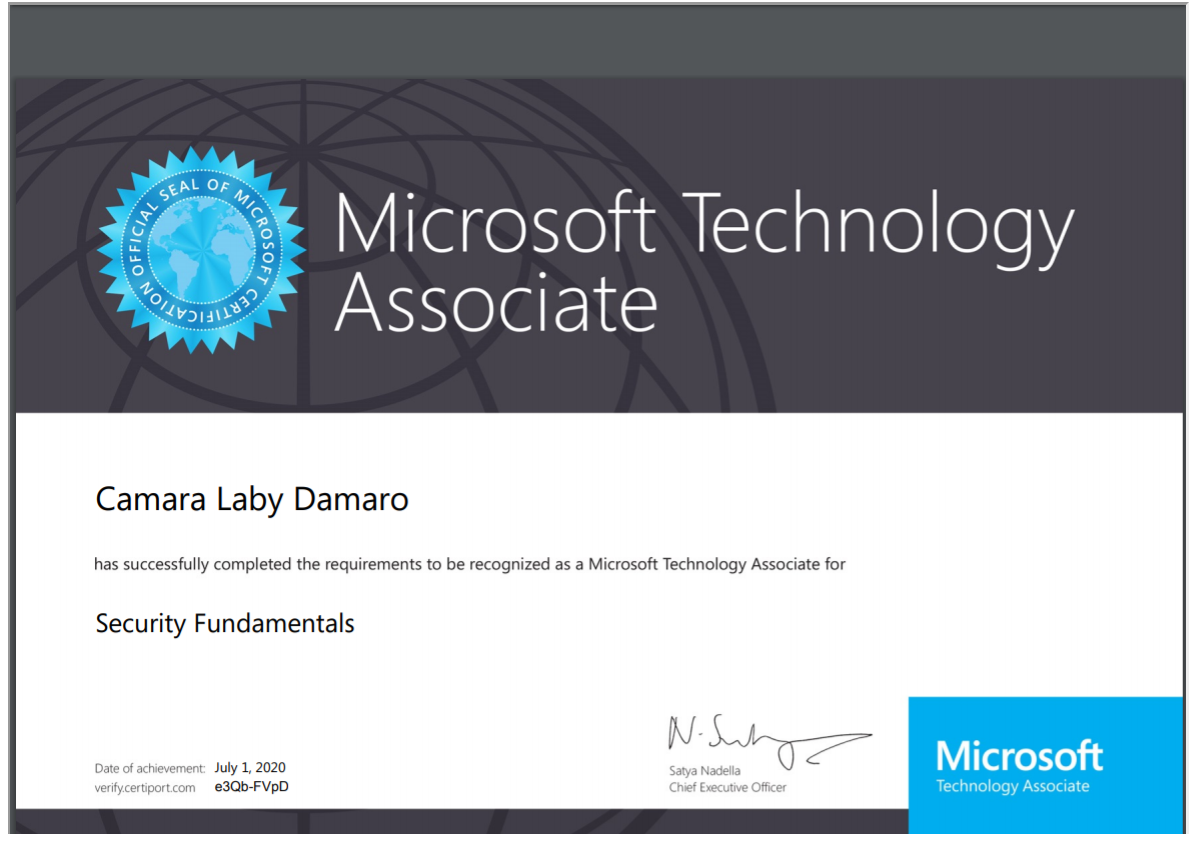 OFFICIAL SEAL OF MICROSOFT CERTIFICATION
Microsoft Technology
Associate
Camara Laby Damaro
has successfully completed the requirements to be recognized as a Microsoft Technology Associate for
Security Fundamentals
Date of achievement: July 1, 2020
verify.certiport.com e3Qb-FVpD
N. Satya
Satya Nadella
Chief Executive Officer
Microsoft
Technology Associate